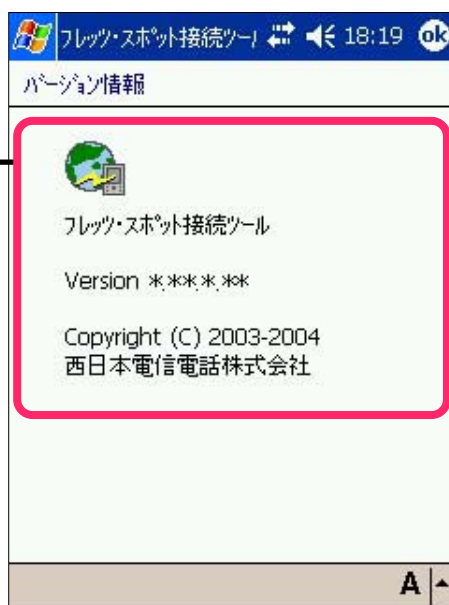 フレッツ・スポット接続ツー 18:19 ok
バージョン情報
フレッツ・スポット接続ツール
Version *.**.*.**
Copyright (C) 2003-2004
西日本電信電話株式会社
A